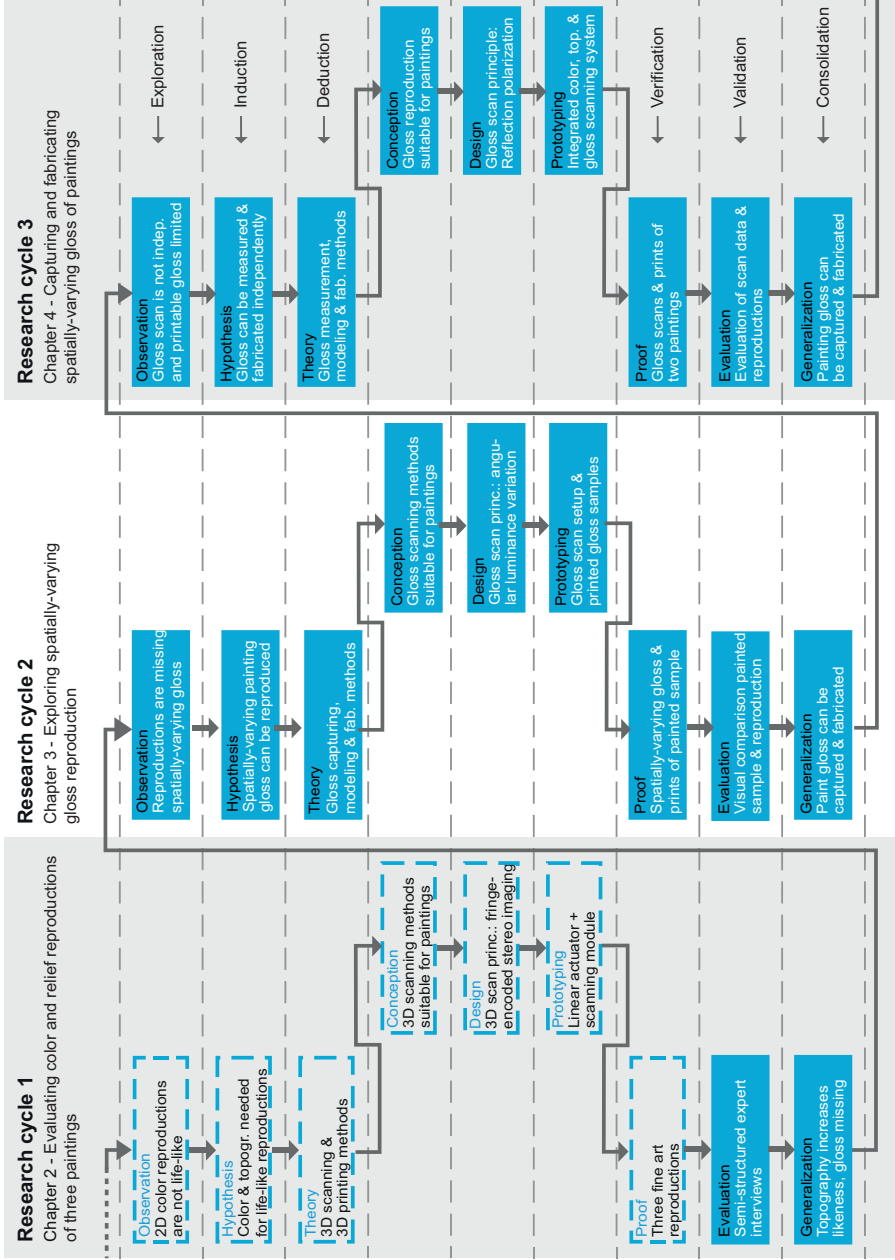 Research cycle 1
Chapter 2 - Evaluating color and relief reproductions
of three paintings
Observation
2D color reproductions
are not life-like
Hypothesis
Color & topogr. needed
for life-like reproductions
Theory
3D scanning &
3D printing methods
Conception
3D scanning methods
suitable for paintings
Design
3D scan princ.: fringe-
encoded stereo imaging
Prototyping
Linear actuator +
scanning module
Proof
Three fine art
reproductions
Evaluation
Semi-structured expert
interviews
Generalization
Topography increases
likeness, gloss missing
Research cycle 2
Chapter 3 - Exploring spatially-varying
gloss reproduction
Observation
Reproductions are missing
spatially-varying gloss
Hypothesis
Spatially-varying painting
gloss can be reproduced
Theory
Gloss capturing,
modeling & fab. methods
Conception
Gloss scanning methods
suitable for paintings
Design
Gloss scan princ.: angu-
lar luminance variation
Prototyping
Gloss scan setup &
printed gloss samples
Proof
Spatially-varying gloss &
prints of painted sample
Evaluation
Visual comparison painted
sample & reproduction
Generalization
Paint gloss can be
captured & fabricated
Research cycle 3
Chapter 4 - Capturing and fabricating
spatially-varying gloss of paintings
Observation
Gloss scan is not indep.
and printable gloss limited
Hypothesis
Gloss can be measured &
fabricated independently
Theory
Gloss measurement,
modeling & fab. methods
Conception
Gloss reproduction
suitable for paintings
Design
Gloss scan principle:
Reflection polarization
Prototyping
Integrated color, top. &
gloss scanning system
Proof
Gloss scans & prints of
two paintings
Evaluation
Evaluation of scan data &
reproductions
Generalization
Painting gloss can
be captured & fabricated
Exploration
Induction
Deduction
Verification
Validation
Consolidation